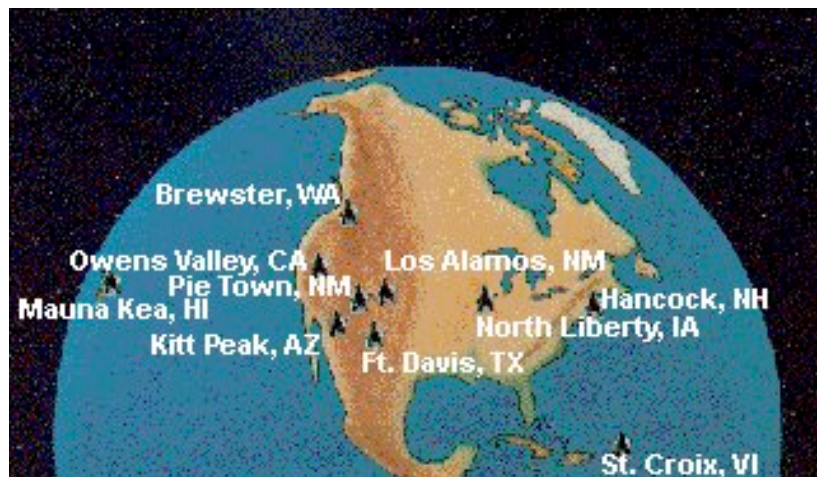 Brewster, WA
Owens Valley, CA
Los Alamos, NM
Pie Town, NM
Mauna Kea, HI
Hancock, NH
North Liberty, IA
Kitt Peak, AZ
Ft. Davis, TX
St. Croix, VI